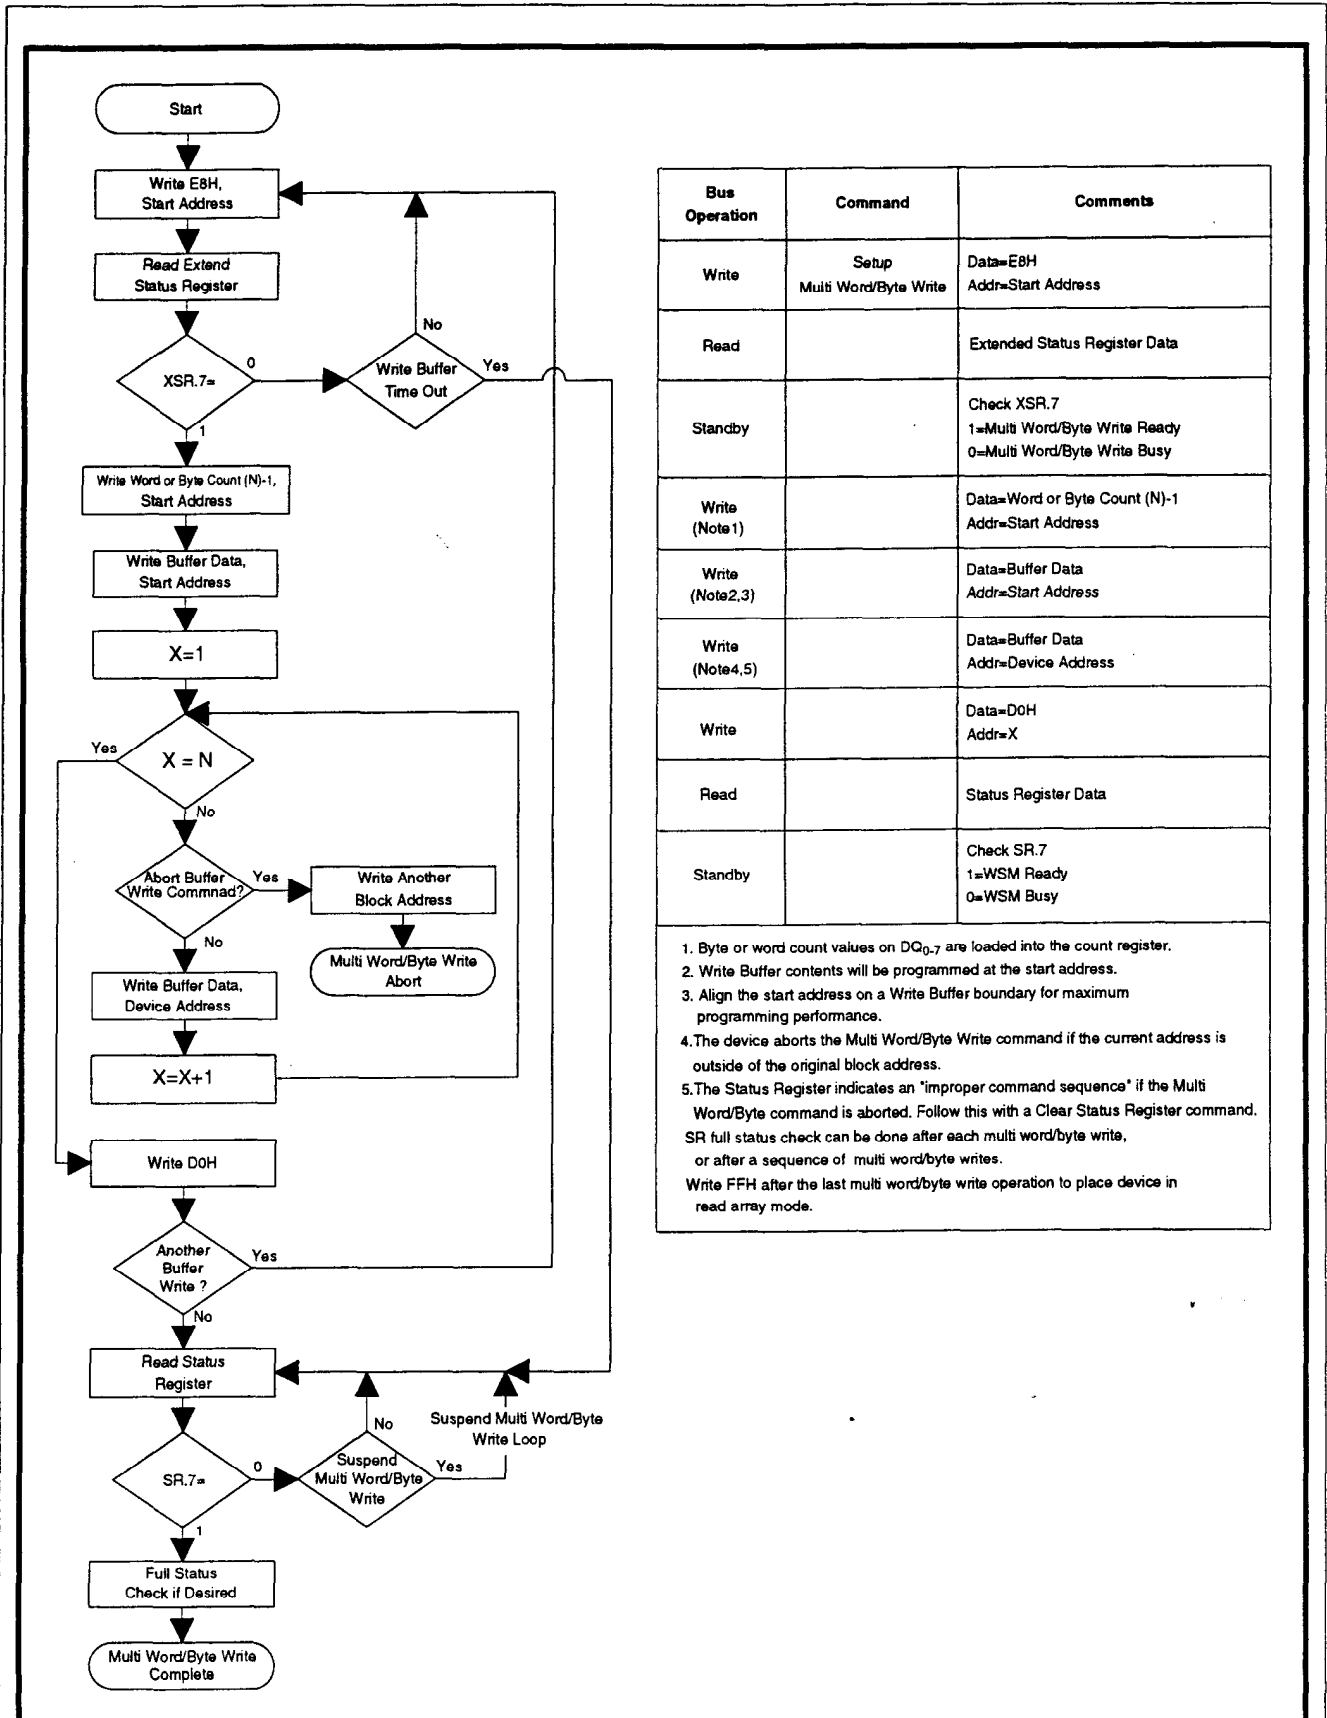 Start
Write E8H,
Start Address
Read Extend
Status Register
No
XSR.7=
0
Write Buffer
Time Out
Yes
1
Write Word or Byte Count (N)-1,
Start Address
Write Buffer Data,
Start Address
X=1
Yes
X = N
No
Abort Buffer
Write Commnad?
Yes
Write Another
Block Address
No
Multi Word/Byte Write
Abort
Write Buffer Data,
Device Address
X=X+1
Write D0H
Another
Buffer
Write ?
Yes
No
Read Status
Register
No
Suspend Multi Word/Byte
Write Loop
SR.7=
0
Suspend
Multi Word/Byte
Write
Yes
1
Full Status
Check if Desired
Multi Word/Byte Write
Complete
Bus
Operation
Command
Comments
Write
Setup
Multi Word/Byte Write
Data=E8H
Addr=Start Address
Read
Extended Status Register Data
Standby
Check XSR.7
1=Multi Word/Byte Write Ready
0=Multi Word/Byte Write Busy
Write
(Note1)
Data=Word or Byte Count (N)-1
Addr=Start Address
Write
(Note2,3)
Data=Buffer Data
Addr=Start Address
Write
(Note4,5)
Data=Buffer Data
Addr=Device Address
Write
Data=D0H
Addr=X
Read
Status Register Data
Standby
Check SR.7
1=WSM Ready
0=WSM Busy
1. Byte or word count values on DQ0-7 are loaded into the count register.
2. Write Buffer contents will be programmed at the start address.
3. Align the start address on a Write Buffer boundary for maximum
programming performance.
4.The device aborts the Multi Word/Byte Write command if the current address is
outside of the original block address.
5.The Status Register indicates an "improper command sequence" if the Multi
Word/Byte command is aborted. Follow this with a Clear Status Register command.
SR full status check can be done after each multi word/byte write,
or after a sequence of multi word/byte writes.
Write FFH after the last multi word/byte write operation to place device in
read array mode.